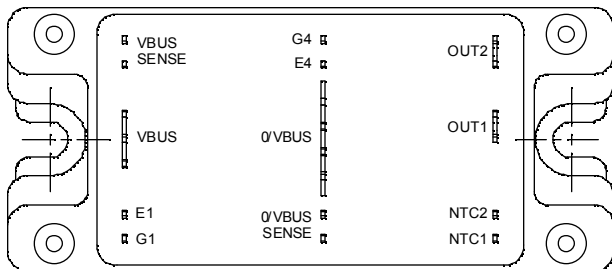 VBUS
SENSE
G4
E4
OUT2
VBUS
0/VBUS
OUT1
E1
G1
0/VBUS
SENSE
NTC2
NTC1